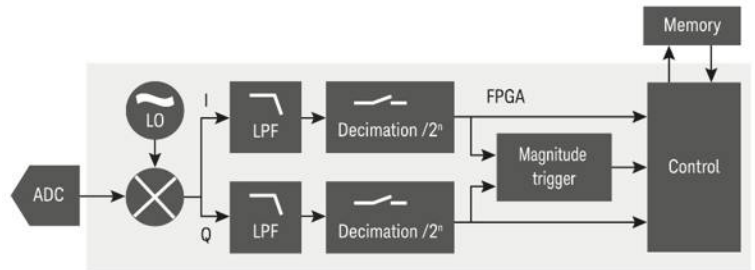 Memory
LO
I
LPF
Decimation /2ⁿ
FPGA
ADC
Magnitude
trigger
Control
Q
LPF
Decimation /2ⁿ